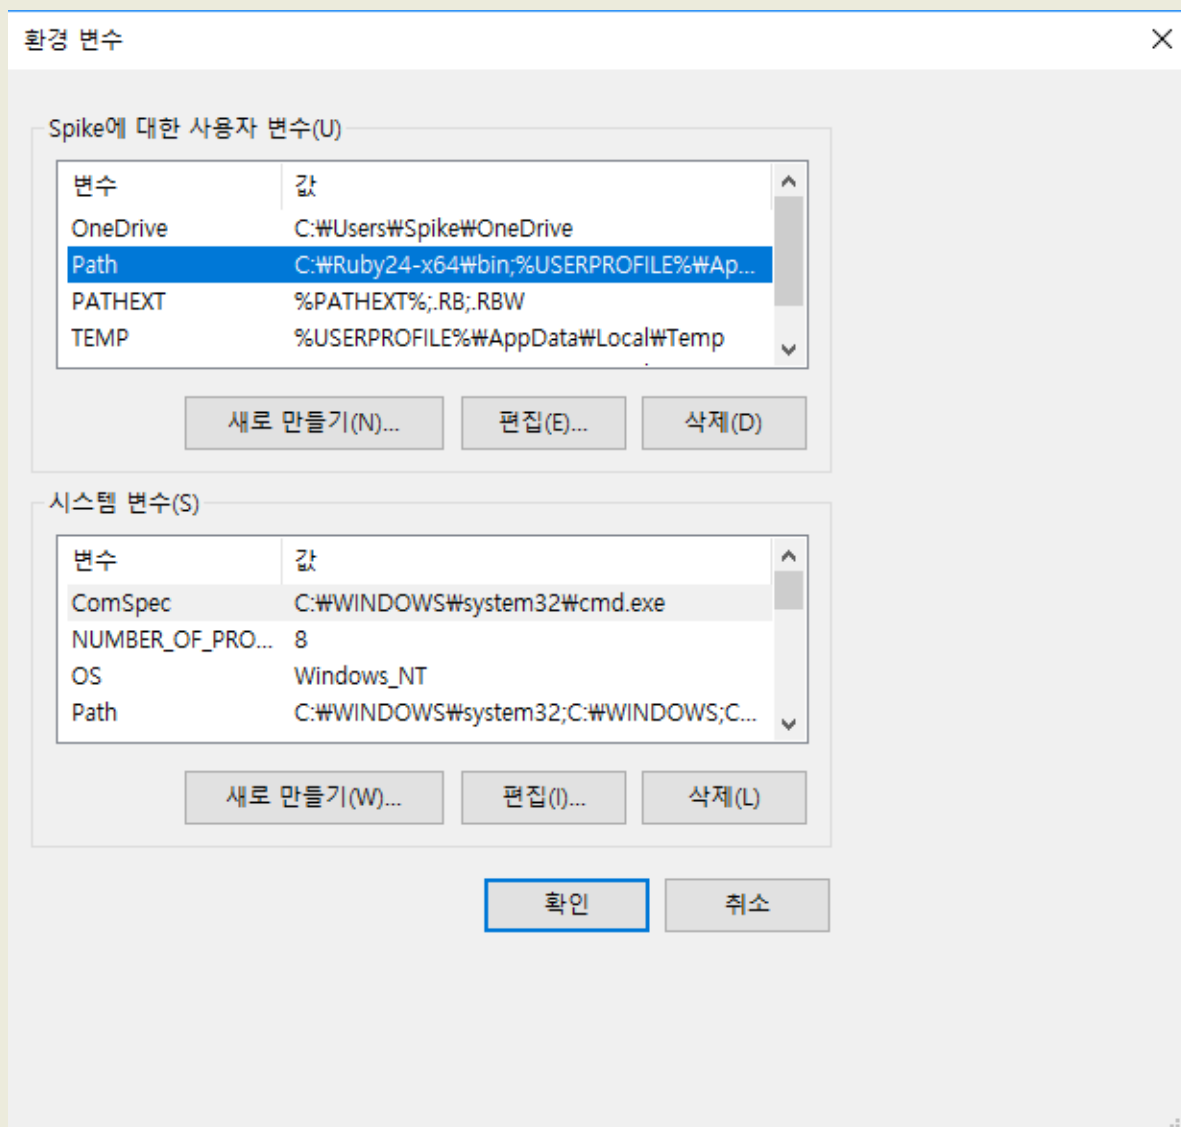 환경 변수
Spike에 대한 사용자 변수(U)
변수 값
OneDrive C:₩Users₩Spike₩OneDrive
Path C:₩Ruby24-x64₩bin;%USERPROFILE%₩Ap...
PATHEXT %PATHEXT%;.RB;.RBW
TEMP %USERPROFILE%₩AppData₩Local₩Temp
새로 만들기(N)... 편집(E)... 삭제(D)
시스템 변수(S)
변수 값
ComSpec C:₩WINDOWS₩system32₩cmd.exe
NUMBER_OF_PRO... 8
OS Windows_NT
Path C:₩WINDOWS₩system32;C:₩WINDOWS;C...
새로 만들기(W)... 편집(I)... 삭제(L)
확인 취소